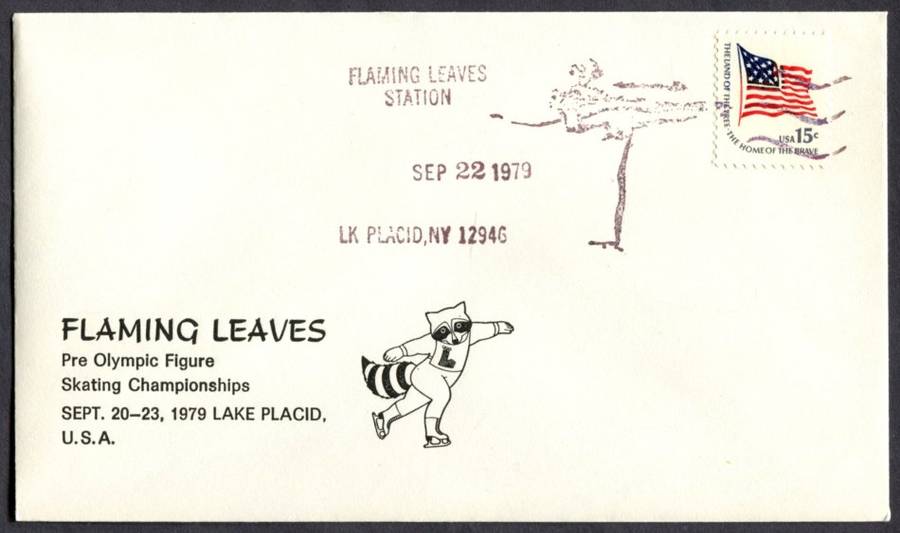 FLAMING LEAVES
STATION
SEP 22 1979
LK PLACID, NY 12946
THE LAND OF THE FREE · THE HOME OF THE BRAVE
USA 15c
FLAMING LEAVES
Pre Olympic Figure
Skating Championships
SEPT. 20–23, 1979 LAKE PLACID,
U.S.A.
L